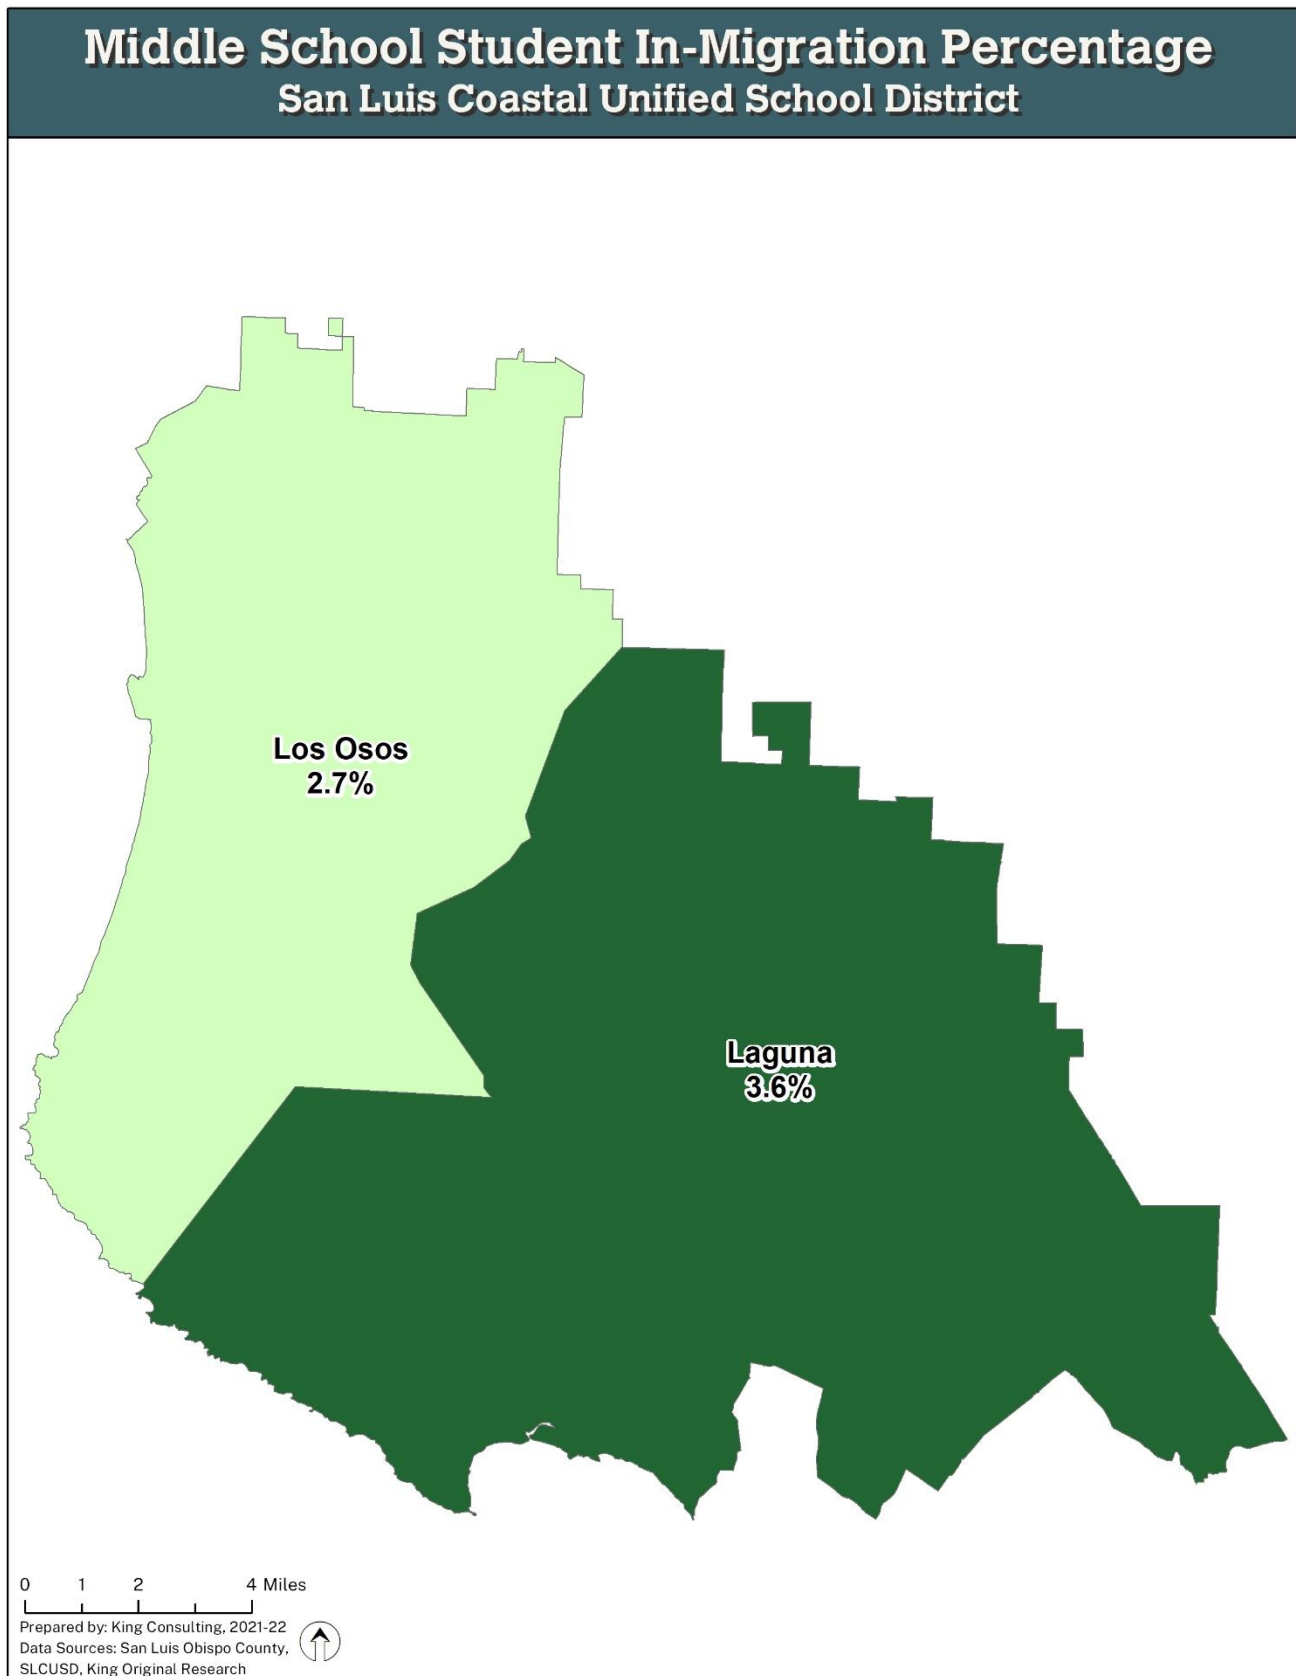 Middle School Student In-Migration Percentage
San Luis Coastal Unified School District
Los Osos
2.7%
Laguna
3.6%
0 1 2 4 Miles
Prepared by: King Consulting, 2021-22
Data Sources: San Luis Obispo County,
SLCUSD, King Original Research